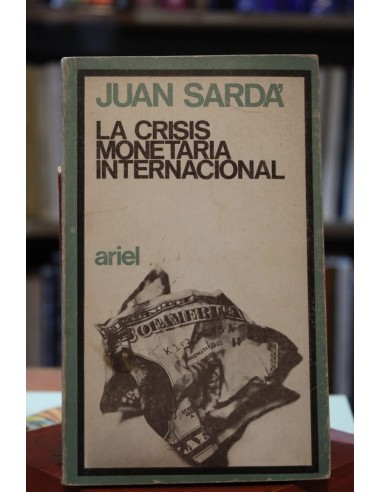 JUAN SARDÁ
LA CRISIS
MONETARIA
INTERNACIONAL
ariel